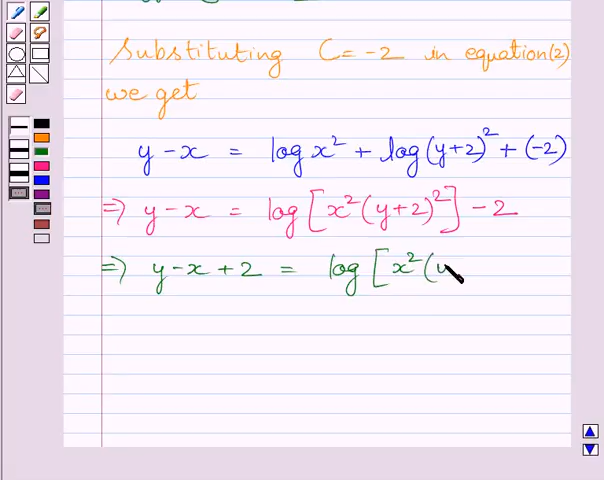 Substituting C = -2 in equation(2)
we get
y - x = log x² + log(y+2)² + (-2)
⇒) y - x = log[x²(y+2)²] - 2
⇒) y - x + 2 = log[x²(